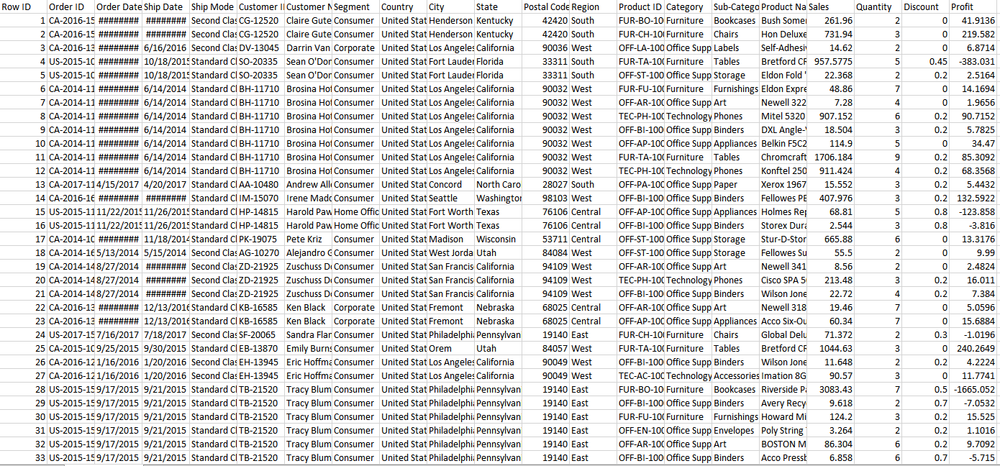 Row ID Order ID Order Date Ship Date Ship Mode Customer I Customer N Segment Country City State Postal Code Region Product ID Category Sub-Catego Product Na Sales Quantity Discount Profit
1 CA-2016-15 ######## ######## Second Clas CG-12520 Claire Gute Consumer United Stat Henderson Kentucky 42420 South FUR-BO-10 Furniture Bookcases Bush Some 261.96 2 0 41.9136
2 CA-2016-15 ######## ######## Second Clas CG-12520 Claire Gute Consumer United Stat Henderson Kentucky 42420 South FUR-CH-10 Furniture Chairs Hon Deluxe 731.94 3 0 219.582
3 CA-2016-13 ######## 6/16/2016 Second Clas DV-13045 Darrin Van Corporate United Stat Los Angeles California 90036 West OFF-LA-100 Office Supp Labels Self-Adhesi 14.62 2 0 6.8714
4 US-2015-10 ######## 10/18/2015 Standard Cl SO-20335 Sean O'Don Consumer United Stat Fort Lauder Florida 33311 South FUR-TA-100 Furniture Tables Bretford CR 957.5775 5 0.45 -383.031
5 US-2015-10 ######## 10/18/2015 Standard Cl SO-20335 Sean O'Don Consumer United Stat Fort Lauder Florida 33311 South OFF-ST-100 Office Supp Storage Eldon Fold ' 22.368 2 0.2 2.5164
6 CA-2014-11 ######## 6/14/2014 Standard Cl BH-11710 Brosina Hof Consumer United Stat Los Angeles California 90032 West FUR-FU-100 Furniture Furnishings Eldon Expre 48.86 7 0 14.1694
7 CA-2014-11 ######## 6/14/2014 Standard Cl BH-11710 Brosina Hof Consumer United Stat Los Angeles California 90032 West OFF-AR-100 Office Supp Art Newell 322 7.28 4 0 1.9656
8 CA-2014-11 ######## 6/14/2014 Standard Cl BH-11710 Brosina Hof Consumer United Stat Los Angeles California 90032 West TEC-PH-100 Technology Phones Mitel 5320 907.152 6 0.2 90.7152
9 CA-2014-11 ######## 6/14/2014 Standard Cl BH-11710 Brosina Hof Consumer United Stat Los Angeles California 90032 West OFF-BI-1000 Office Supp Binders DXL Angle-V 18.504 3 0.2 5.7825
10 CA-2014-11 ######## 6/14/2014 Standard Cl BH-11710 Brosina Hof Consumer United Stat Los Angeles California 90032 West OFF-AP-100 Office Supp Appliances Belkin F5C2 114.9 5 0 34.47
11 CA-2014-11 ######## 6/14/2014 Standard Cl BH-11710 Brosina Hof Consumer United Stat Los Angeles California 90032 West FUR-TA-100 Furniture Tables Chromcraft 1706.184 9 0.2 85.3092
12 CA-2014-11 ######## 6/14/2014 Standard Cl BH-11710 Brosina Hof Consumer United Stat Los Angeles California 90032 West TEC-PH-100 Technology Phones Konftel 250 911.424 4 0.2 68.3568
13 CA-2017-11 4/15/2017 4/20/2017 Standard Cl AA-10480 Andrew All Consumer United Stat Concord North Caro 28027 South OFF-PA-100 Office Supp Paper Xerox 1967 15.552 3 0.2 5.4432
14 CA-2016-16 ######## ######## Standard Cl IM-15070 Irene Madd Consumer United Stat Seattle Washington 98103 West OFF-BI-1000 Office Supp Binders Fellowes PB 407.976 3 0.2 132.5922
15 US-2015-11 11/22/2015 11/26/2015 Standard Cl HP-14815 Harold Paw Home Offic United Stat Fort Worth Texas 76106 Central OFF-AP-100 Office Supp Appliances Holmes Rep 68.81 5 0.8 -123.858
16 US-2015-11 11/22/2015 11/26/2015 Standard Cl HP-14815 Harold Paw Home Offic United Stat Fort Worth Texas 76106 Central OFF-BI-1000 Office Supp Binders Storex Dura 2.544 3 0.8 -3.816
17 CA-2014-10 ######## 11/18/2014 Standard Cl PK-19075 Pete Kriz Consumer United Stat Madison Wisconsin 53711 Central OFF-ST-100 Office Supp Storage Stur-D-Stor 665.88 6 0 13.3176
18 CA-2014-16 5/13/2014 5/15/2014 Second Clas AG-10270 Alejandro G Consumer United Stat West Jorda Utah 84084 West OFF-ST-100 Office Supp Storage Fellowes Su 55.5 2 0 9.99
19 CA-2014-14 8/27/2014 ######## Second Clas ZD-21925 Zuschuss Do Consumer United Stat San Francis California 94109 West OFF-AR-100 Office Supp Art Newell 341 8.56 2 0 2.4824
20 CA-2014-14 8/27/2014 ######## Second Clas ZD-21925 Zuschuss Do Consumer United Stat San Francis California 94109 West TEC-PH-100 Technology Phones Cisco SPA 5 213.48 3 0.2 16.011
21 CA-2014-14 8/27/2014 ######## Second Clas ZD-21925 Zuschuss Do Consumer United Stat San Francis California 94109 West OFF-BI-1000 Office Supp Binders Wilson Jone 22.72 4 0.2 7.384
22 CA-2016-13 ######## 12/13/2016 Standard Cl KB-16585 Ken Black Corporate United Stat Fremont Nebraska 68025 Central OFF-AR-100 Office Supp Art Newell 318 19.46 7 0 5.0596
23 CA-2016-13 ######## 12/13/2016 Standard Cl KB-16585 Ken Black Corporate United Stat Fremont Nebraska 68025 Central OFF-AP-100 Office Supp Appliances Acco Six-Ou 60.34 7 0 15.6884
24 US-2017-15 7/16/2017 7/18/2017 Second Clas SF-20065 Sandra Flan Consumer United Stat Philadelphi Pennsylvan 19140 East FUR-CH-100 Furniture Chairs Global Delu 71.372 2 0.3 -1.0196
25 CA-2015-10 9/25/2015 9/30/2015 Standard Cl EB-13870 Emily Burns Consumer United Stat Orem Utah 84057 West FUR-TA-100 Furniture Tables Bretford CR 1044.63 3 0 240.2649
26 CA-2016-12 1/16/2016 1/20/2016 Second Clas EH-13945 Eric Hoffma Consumer United Stat Los Angeles California 90049 West OFF-BI-1000 Office Supp Binders Wilson Jone 11.648 2 0.2 4.2224
27 CA-2016-12 1/16/2016 1/20/2016 Second Clas EH-13945 Eric Hoffma Consumer United Stat Los Angeles California 90049 West TEC-AC-100 Technology Accessories Imation 8G 90.57 3 0 11.7741
28 US-2015-15 9/17/2015 9/21/2015 Standard Cl TB-21520 Tracy Blum Consumer United Stat Philadelphi Pennsylvan 19140 East FUR-BO-100 Furniture Bookcases Riverside P 3083.43 7 0.5 -1665.052
29 US-2015-15 9/17/2015 9/21/2015 Standard Cl TB-21520 Tracy Blum Consumer United Stat Philadelphi Pennsylvan 19140 East OFF-BI-1000 Office Supp Binders Avery Recy 9.618 2 0.7 -7.0532
30 US-2015-15 9/17/2015 9/21/2015 Standard Cl TB-21520 Tracy Blum Consumer United Stat Philadelphi Pennsylvan 19140 East FUR-FU-100 Furniture Furnishings Howard Mi 124.2 3 0.2 15.525
31 US-2015-15 9/17/2015 9/21/2015 Standard Cl TB-21520 Tracy Blum Consumer United Stat Philadelphi Pennsylvan 19140 East OFF-EN-100 Office Supp Envelopes Poly String 3.264 2 0.2 1.1016
32 US-2015-15 9/17/2015 9/21/2015 Standard Cl TB-21520 Tracy Blum Consumer United Stat Philadelphi Pennsylvan 19140 East OFF-AR-100 Office Supp Art BOSTON M 86.304 6 0.2 9.7092
33 US-2015-15 9/17/2015 9/21/2015 Standard Cl TB-21520 Tracy Blum Consumer United Stat Philadelphi Pennsylvan 19140 East OFF-BI-1000 Office Supp Binders Acco Pressb 6.858 6 0.7 -5.715